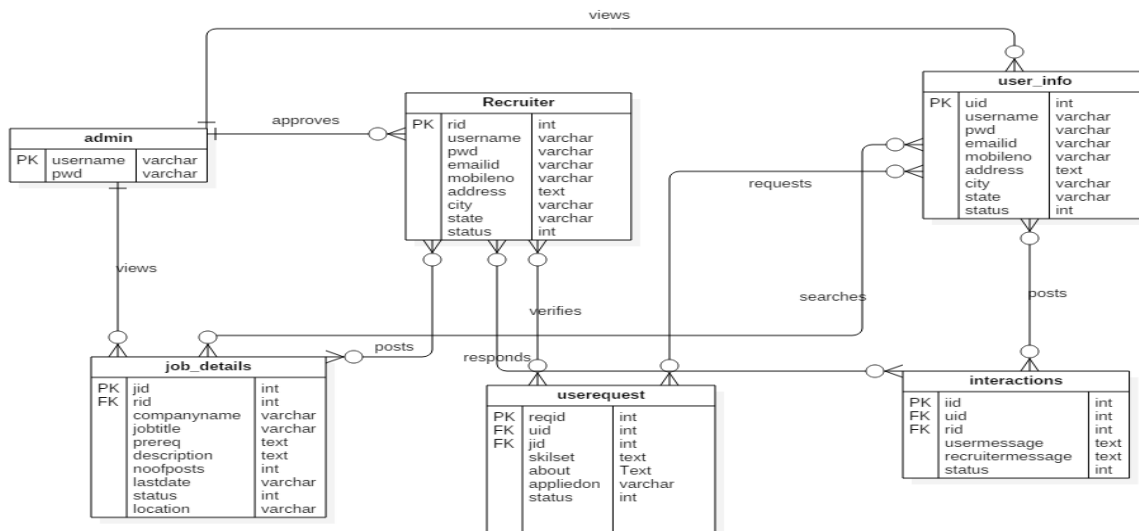 views
user_info
PK uid int
username varchar
pwd varchar
emailid varchar
mobileno varchar
address text
city varchar
state varchar
status int
Recruiter
PK rid int
username varchar
pwd varchar
emailid varchar
mobileno varchar
address text
city varchar
state varchar
status int
approves
admin
PK username varchar
pwd varchar
requests
views
searches
posts
verifies
posts
responds
job_details
PK jid int
FK rid int
companyname varchar
jobtitle varchar
prereq text
description text
noofposts int
lastdate varchar
status int
location varchar
userequest
PK reqid int
FK uid int
FK jid int
skilset text
about Text
appliedon varchar
status int
interactions
PK iid int
FK uid int
FK rid int
usermessage text
recruitermessage text
status int